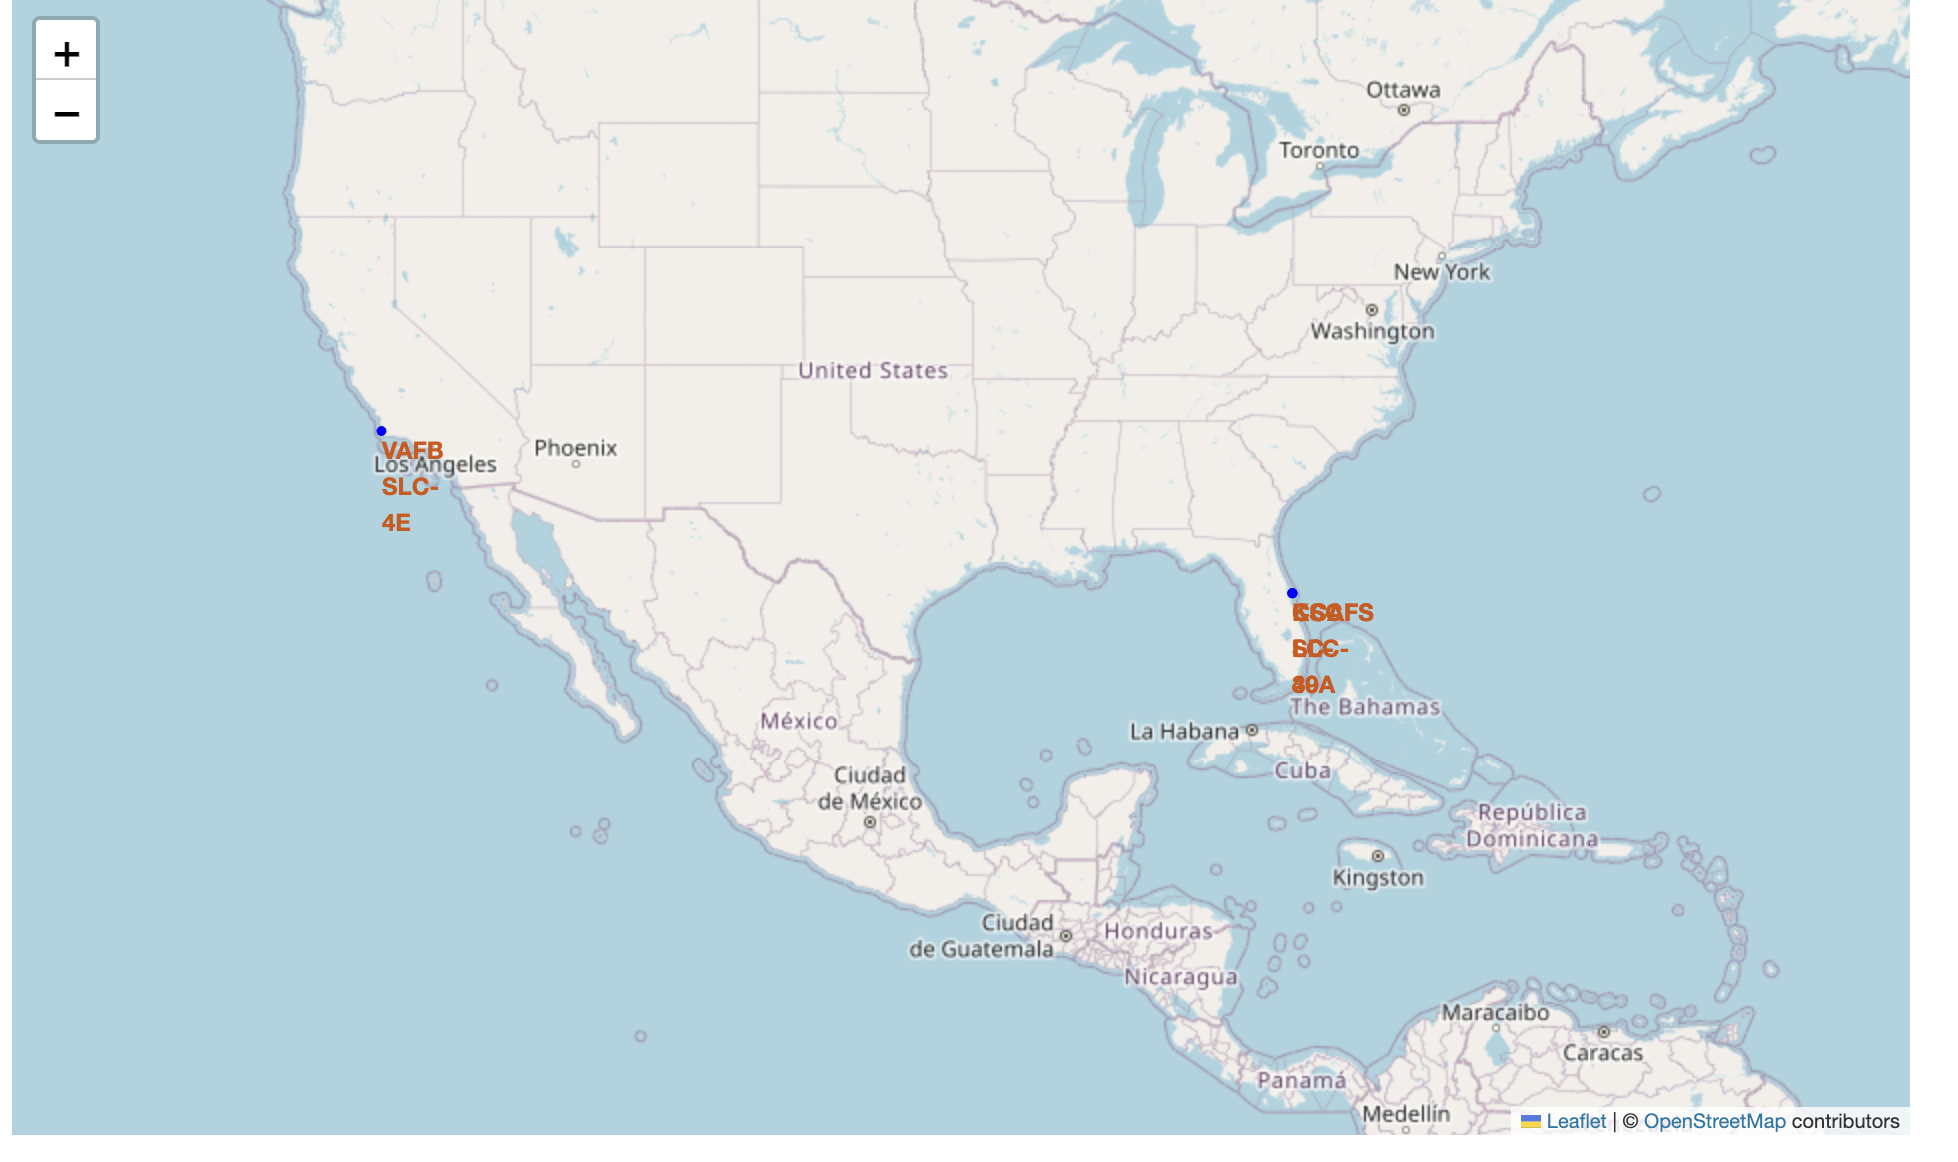 +
−
Ottawa
Toronto
New York
Washington
United States
VAFB
SLC-
4E
Los Angeles
Phoenix
The Bahamas
La Habana
México
Cuba
Ciudad
de México
República
Dominicana
Kingston
Ciudad
de Guatemala
Honduras
Nicaragua
Maracaibo
Caracas
Panamá
Medellín
Leaflet | © OpenStreetMap contributors